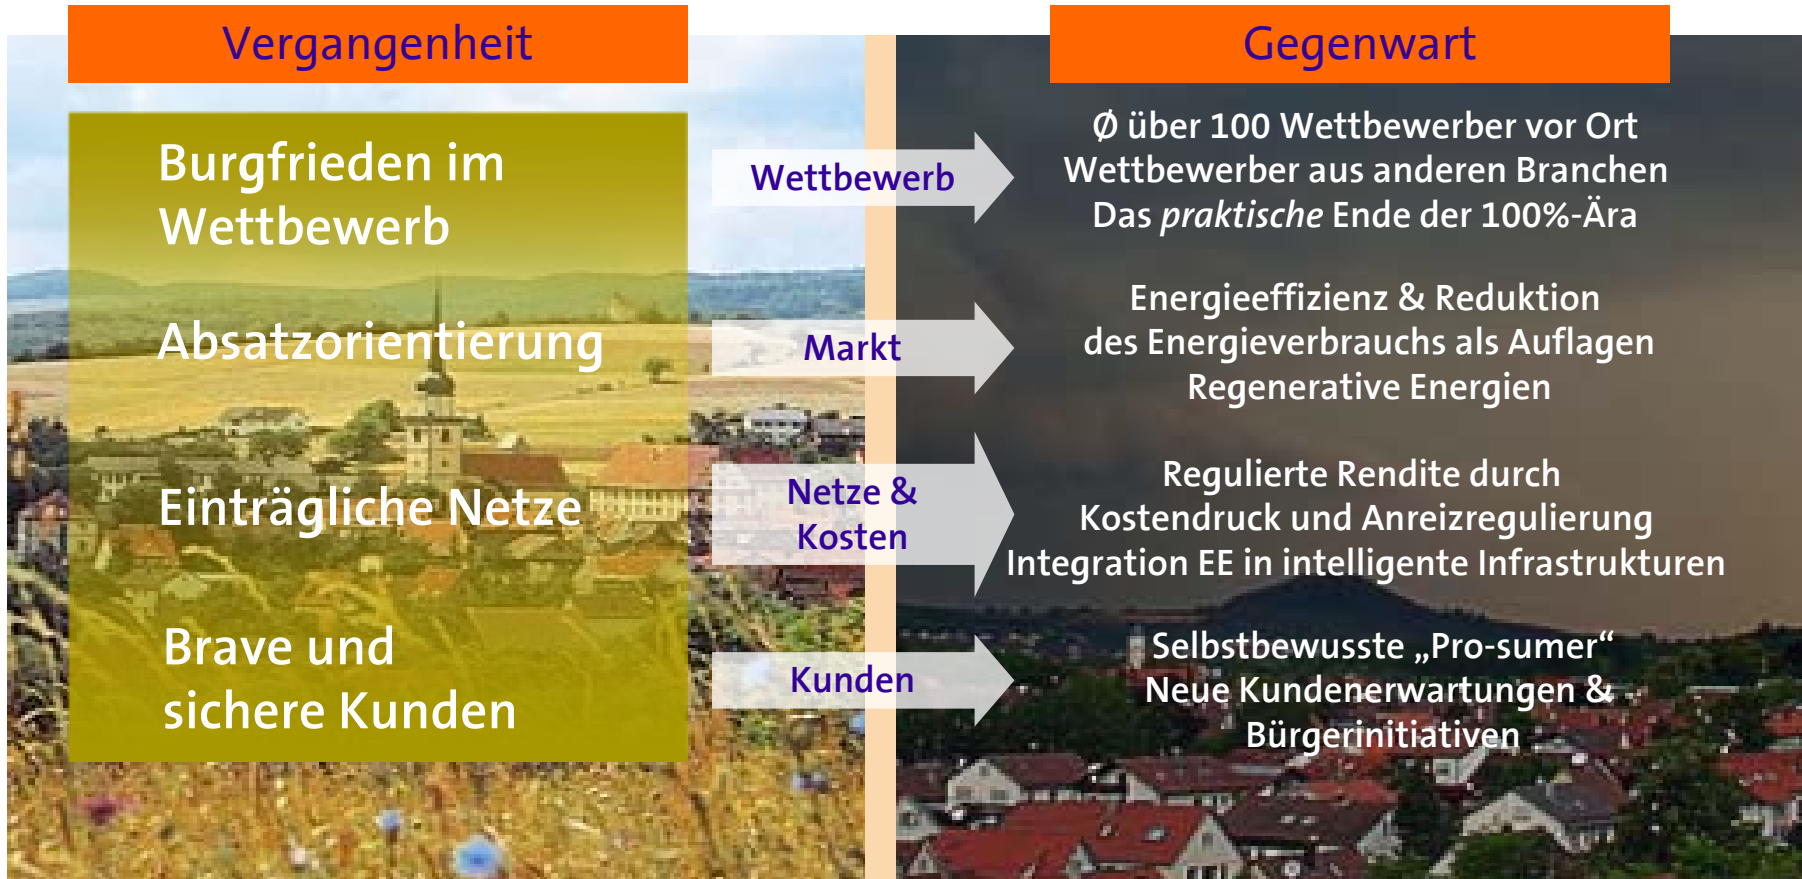 Vergangenheit
Gegenwart
Burgfrieden im
Wettbewerb
Wettbewerb
Ø über 100 Wettbewerber vor Ort
Wettbewerber aus anderen Branchen
Das praktische Ende der 100%-Ära
Absatzorientierung
Markt
Energieeffizienz & Reduktion
des Energieverbrauchs als Auflagen
Regenerative Energien
Einträgliche Netze
Netze &
Kosten
Regulierte Rendite durch
Kostendruck und Anreizregulierung
Integration EE in intelligente Infrastrukturen
Brave und
sichere Kunden
Kunden
Selbstbewusste „Pro-sumer“
Neue Kundenerwartungen &
Bürgerinitiativen